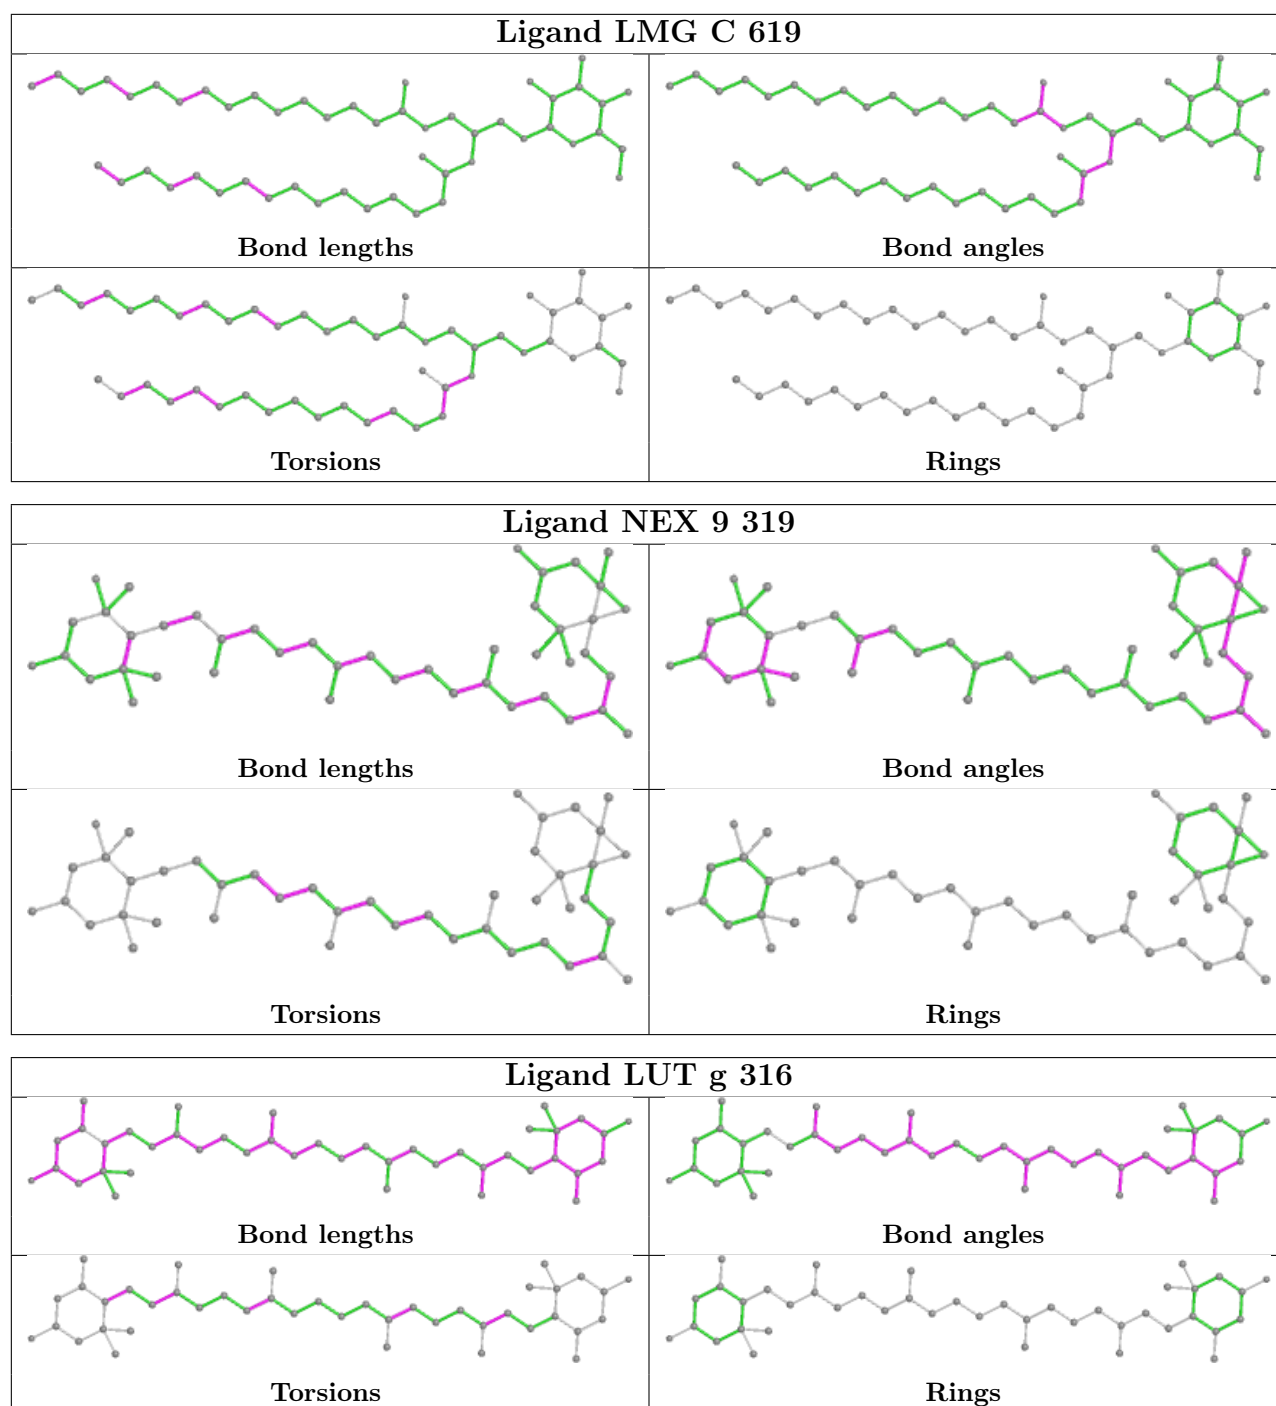 Ligand LMG C 619
Bond lengths
Bond angles
Torsions
Rings
Ligand NEX 9 319
Bond lengths
Bond angles
Torsions
Rings
Ligand LUT g 316
Bond lengths
Bond angles
Torsions
Rings